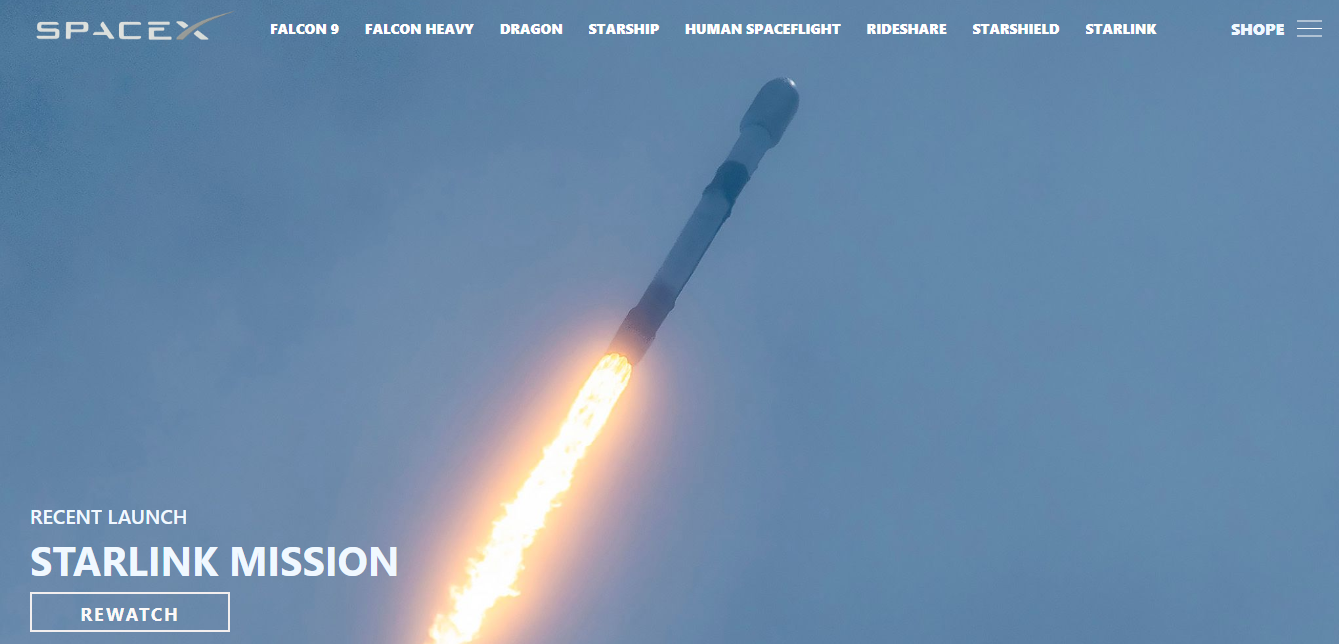 SPACEX FALCON 9 FALCON HEAVY DRAGON STARSHIP HUMAN SPACEFLIGHT RIDESHARE STARSHIELD STARLINK SHOPE
RECENT LAUNCH
STARLINK MISSION
REWATCH